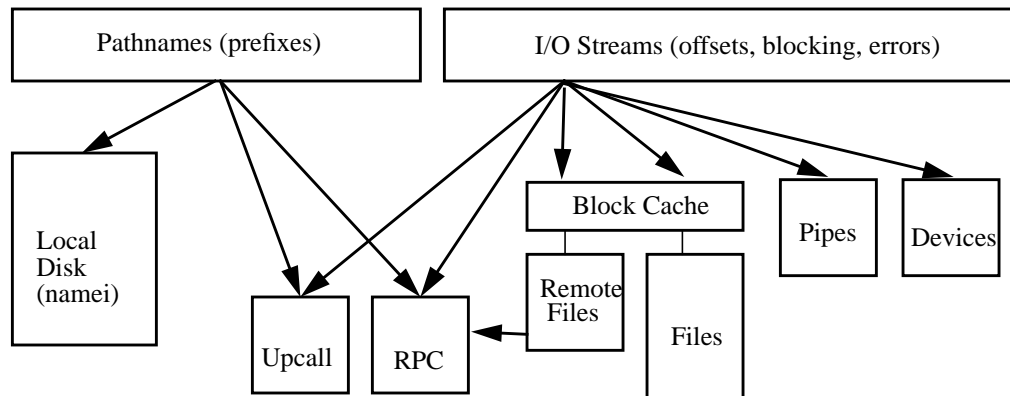 Pathnames (prefixes)
I/O Streams (offsets, blocking, errors)
Block Cache
Local
Disk
(namei)
Pipes
Devices
Remote
Files
Upcall
RPC
Files